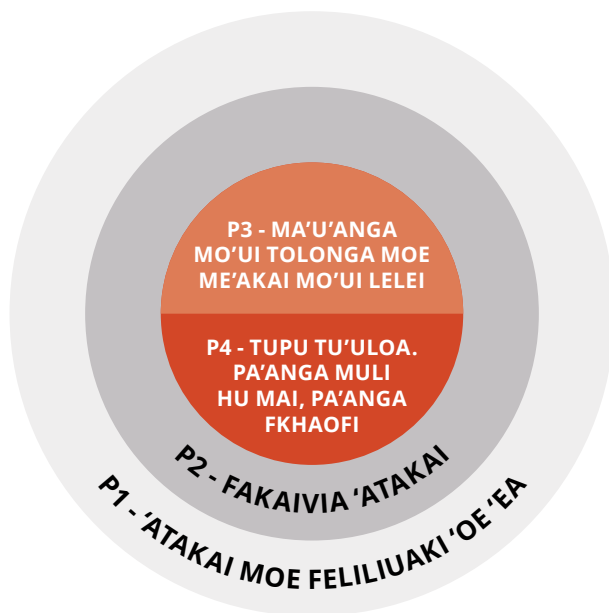 P3 - MA’U’ANGA
MO’UI TOLONGA MOE
ME’AKAI MO’UI LELEI
P4 - TUPU TU’ULOA.
PA’ANGA MULI
HU MAI, PA’ANGA
FKHAOFI
P2 - FAKAIVIA ‘ATAKAI
P1 - ‘ATAKAI MOE FELILIUAKI ‘OE ‘EA